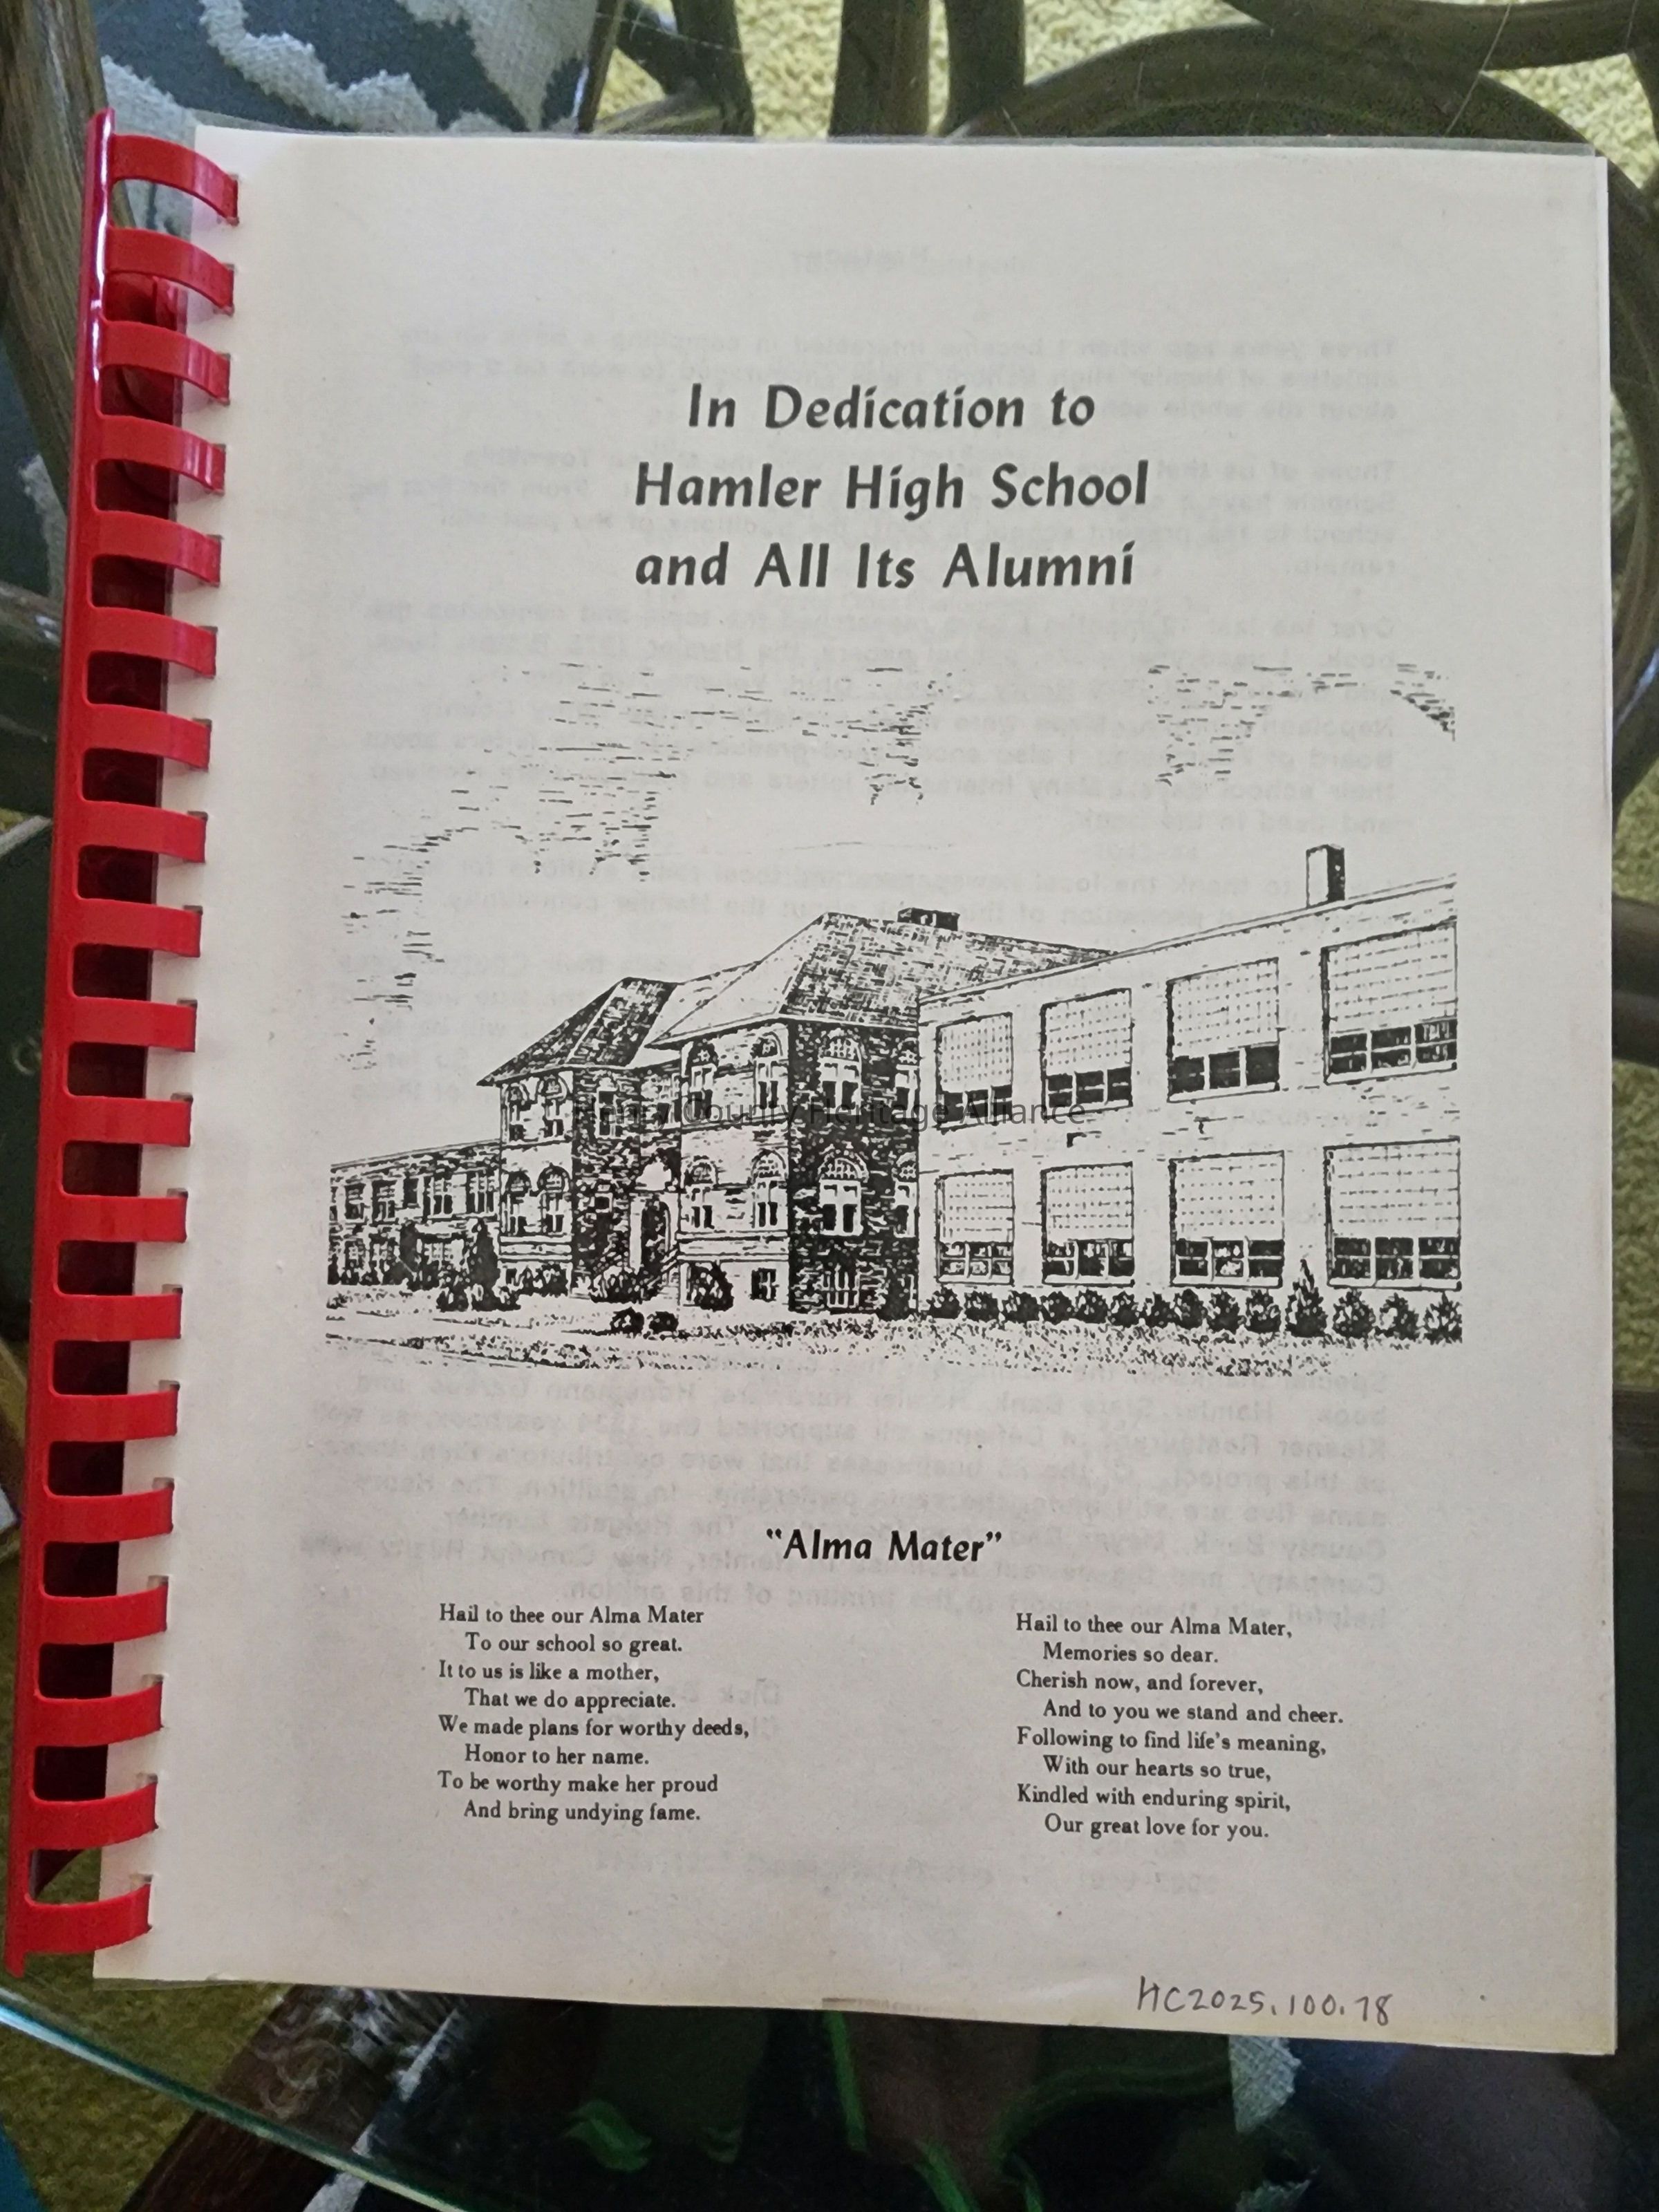 In Dedication to
Hamler High School
and All Its Alumni
Henry County Heritage Alliance
"Alma Mater"
Hail to thee our Alma Mater
To our school so great.
It to us is like a mother,
That we do appreciate.
We made plans for worthy deeds,
Honor to her name.
To be worthy make her proud
And bring undying fame.
Hail to thee our Alma Mater,
Memories so dear.
Cherish now, and forever,
And to you we stand and cheer.
Following to find life's meaning,
With our hearts so true,
Kindled with enduring spirit,
Our great love for you.
HC2025.100.78